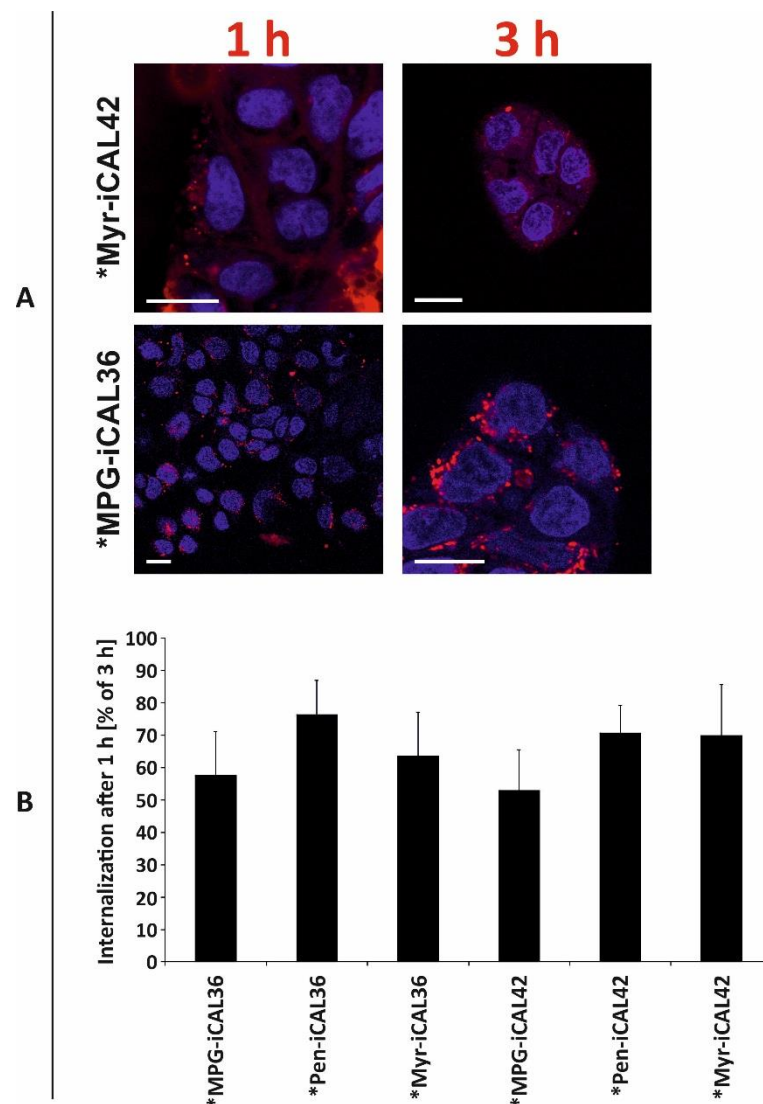 1 h
3 h
A
*Myr-iCAL42
*MPG-iCAL36
B
Internalization after 1 h [% of 3 h]
100
90
80
70
60
50
40
30
20
10
0
*MPG-iCAL36
*Pen-iCAL36
*Myr-iCAL36
*MPG-iCAL42
*Pen-iCAL42
*Myr-iCAL42